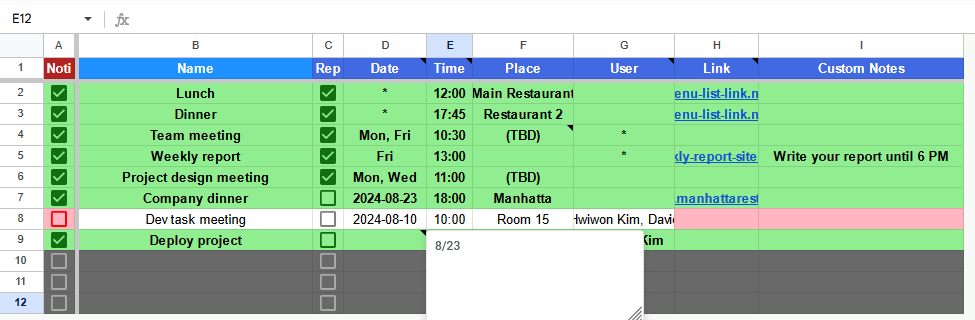 E12 fx
A B C D E F G H I
1 Noti Name Rep Date Time Place User Link Custom Notes
2 Lunch * 12:00 Main Restaurant enu-list-link.n
3 Dinner * 17:45 Restaurant 2 enu-list-link.n
4 Team meeting Mon, Fri 10:30 (TBD) *
5 Weekly report Fri 13:00 * dy-report-site Write your report until 6 PM
6 Project design meeting Mon, Wed 11:00 (TBD)
7 Company dinner 2024-08-23 18:00 Manhatta .manhattarest
8 Dev task meeting 2024-08-10 10:00 Room 15 Hwiwon Kim, David
9 Deploy project Kim
8/23
10
11
12